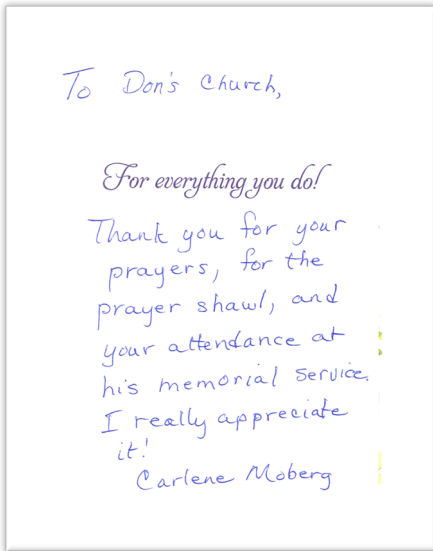 To Don's Church,
For everything you do!
Thank you for your
prayers, for the
prayer shawl, and
your attendance at
his memorial service.
I really appreciate
it!
Carlene Moberg